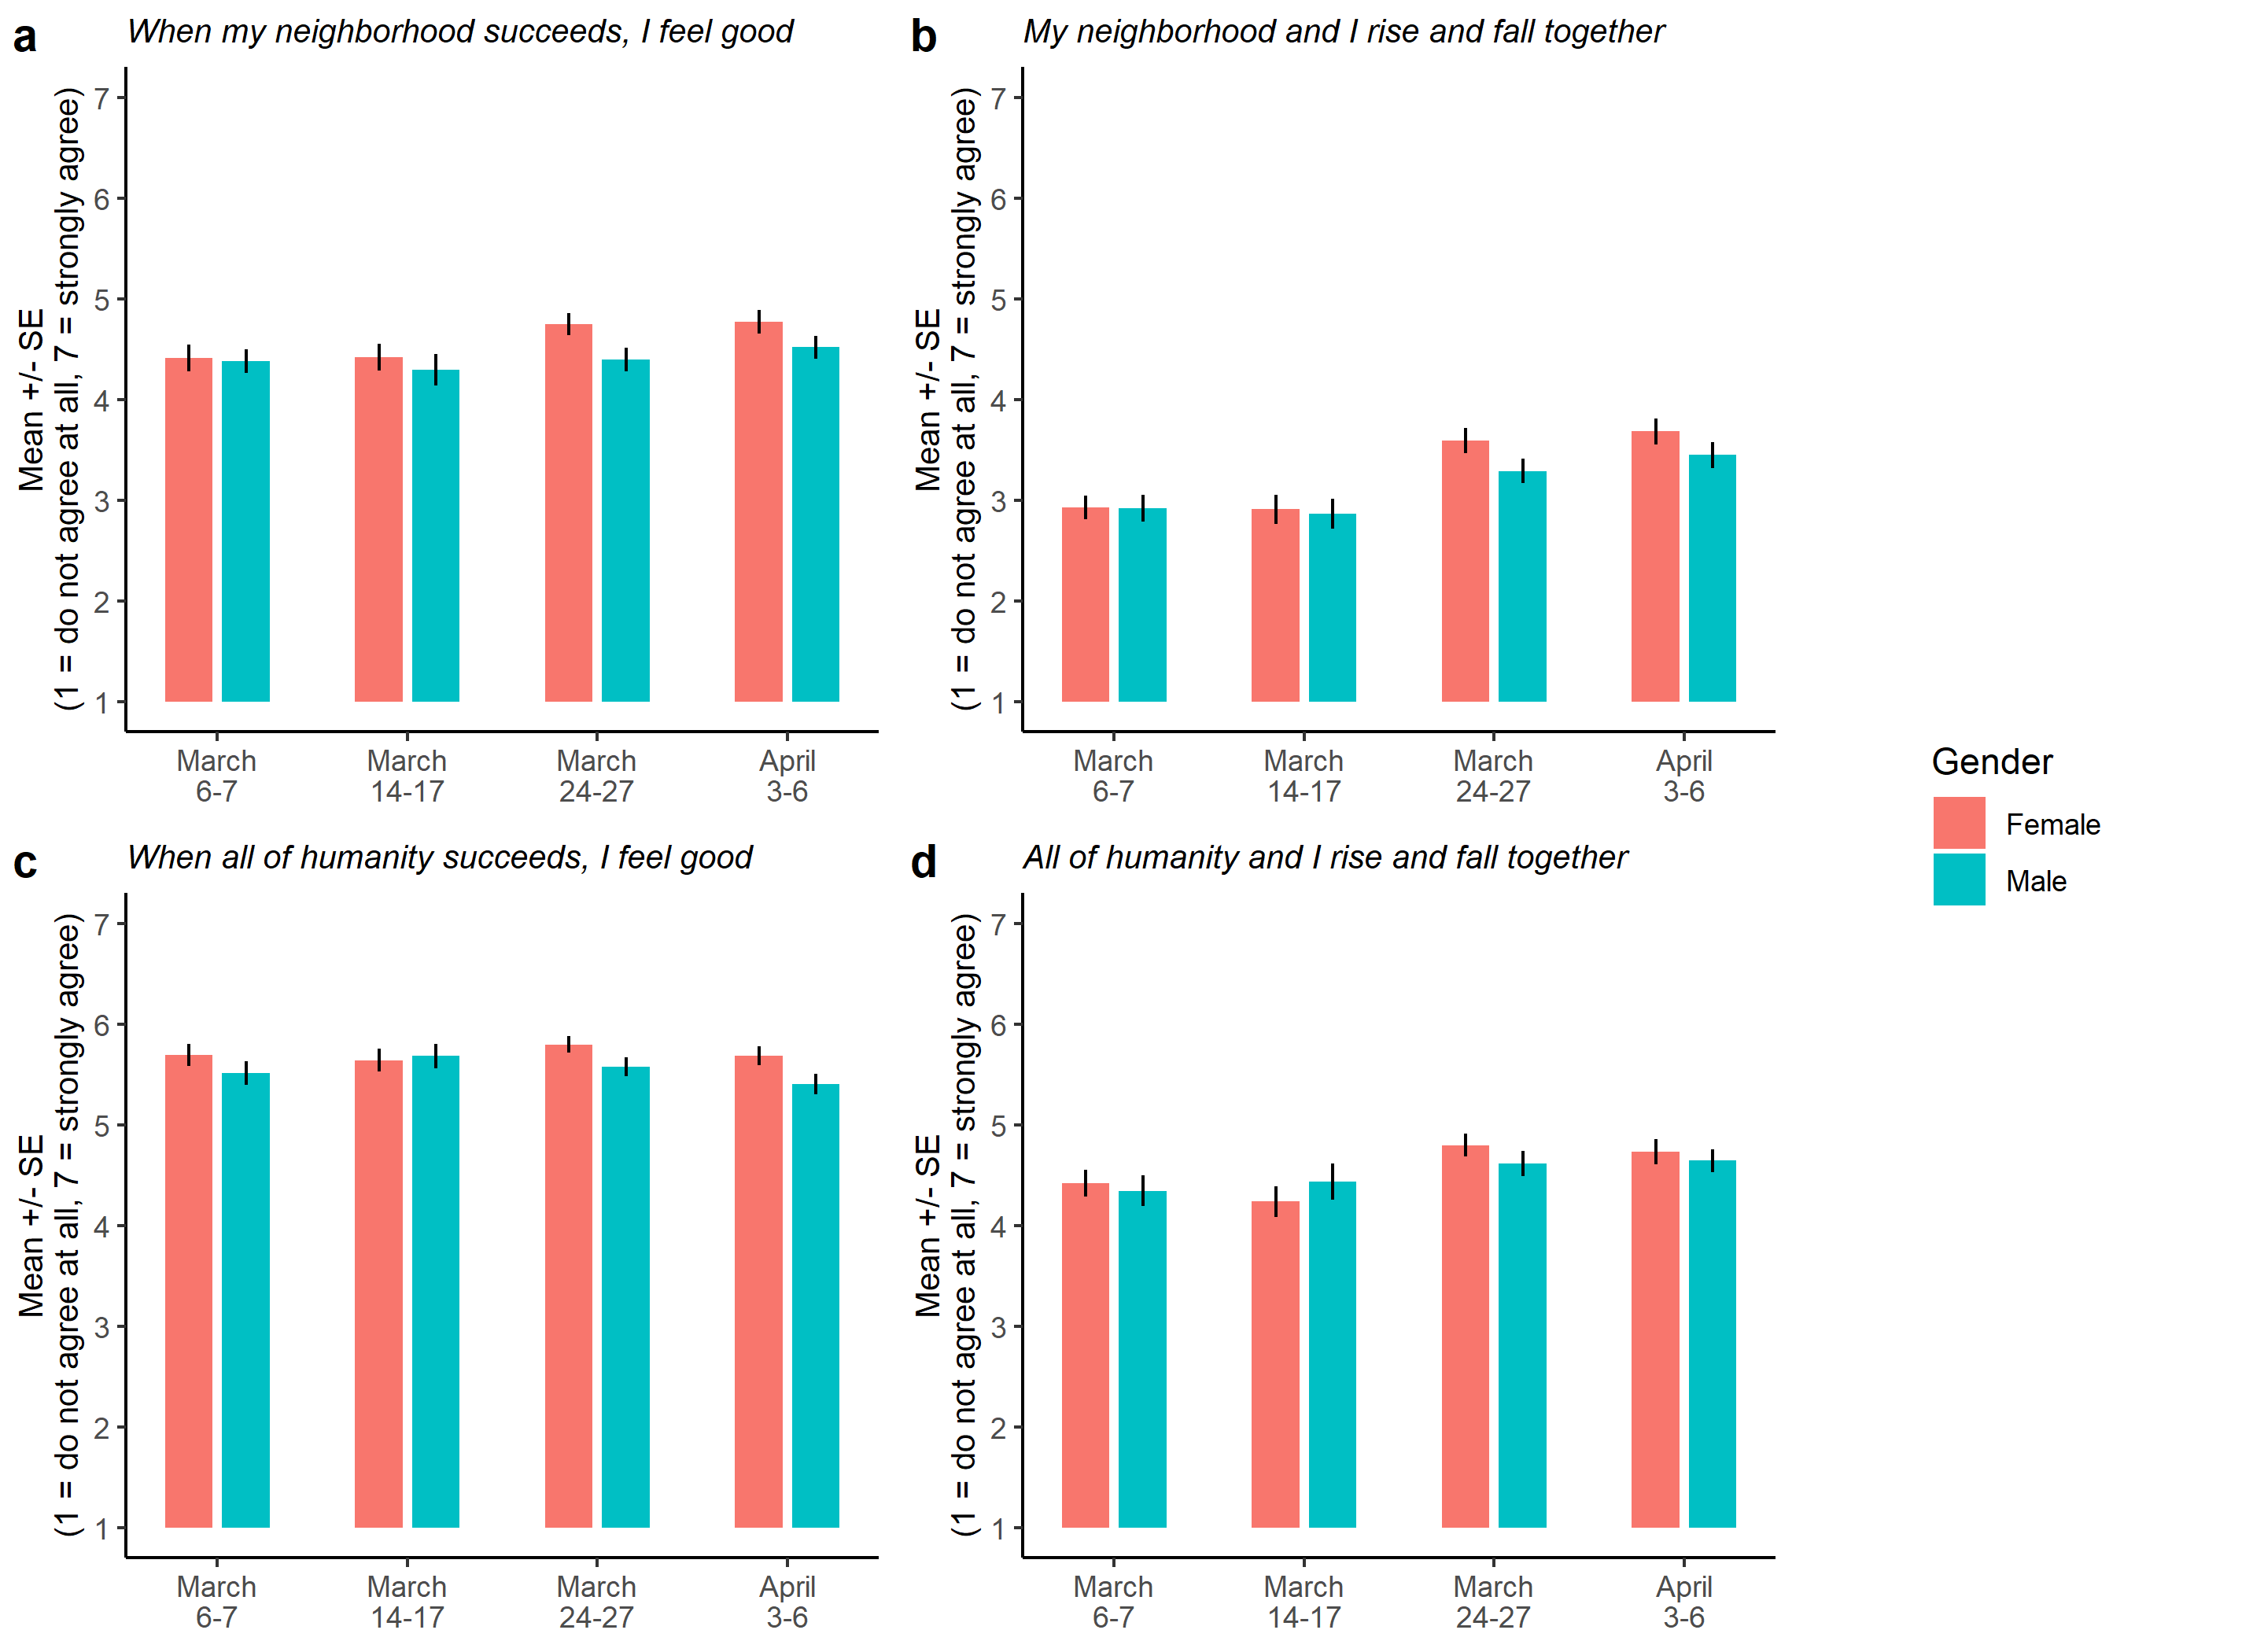 a When my neighborhood succeeds, I feel good
Mean +/- SE
(1 = do not agree at all, 7 = strongly agree)
7
6
5
4
3
2
1
March March March April
6-7 14-17 24-27 3-6
b My neighborhood and I rise and fall together
Mean +/- SE
(1 = do not agree at all, 7 = strongly agree)
7
6
5
4
3
2
1
March March March April
6-7 14-17 24-27 3-6
c When all of humanity succeeds, I feel good
Mean +/- SE
(1 = do not agree at all, 7 = strongly agree)
7
6
5
4
3
2
1
March March March April
6-7 14-17 24-27 3-6
d All of humanity and I rise and fall together
Mean +/- SE
(1 = do not agree at all, 7 = strongly agree)
7
6
5
4
3
2
1
March March March April
6-7 14-17 24-27 3-6
Gender
Female
Male